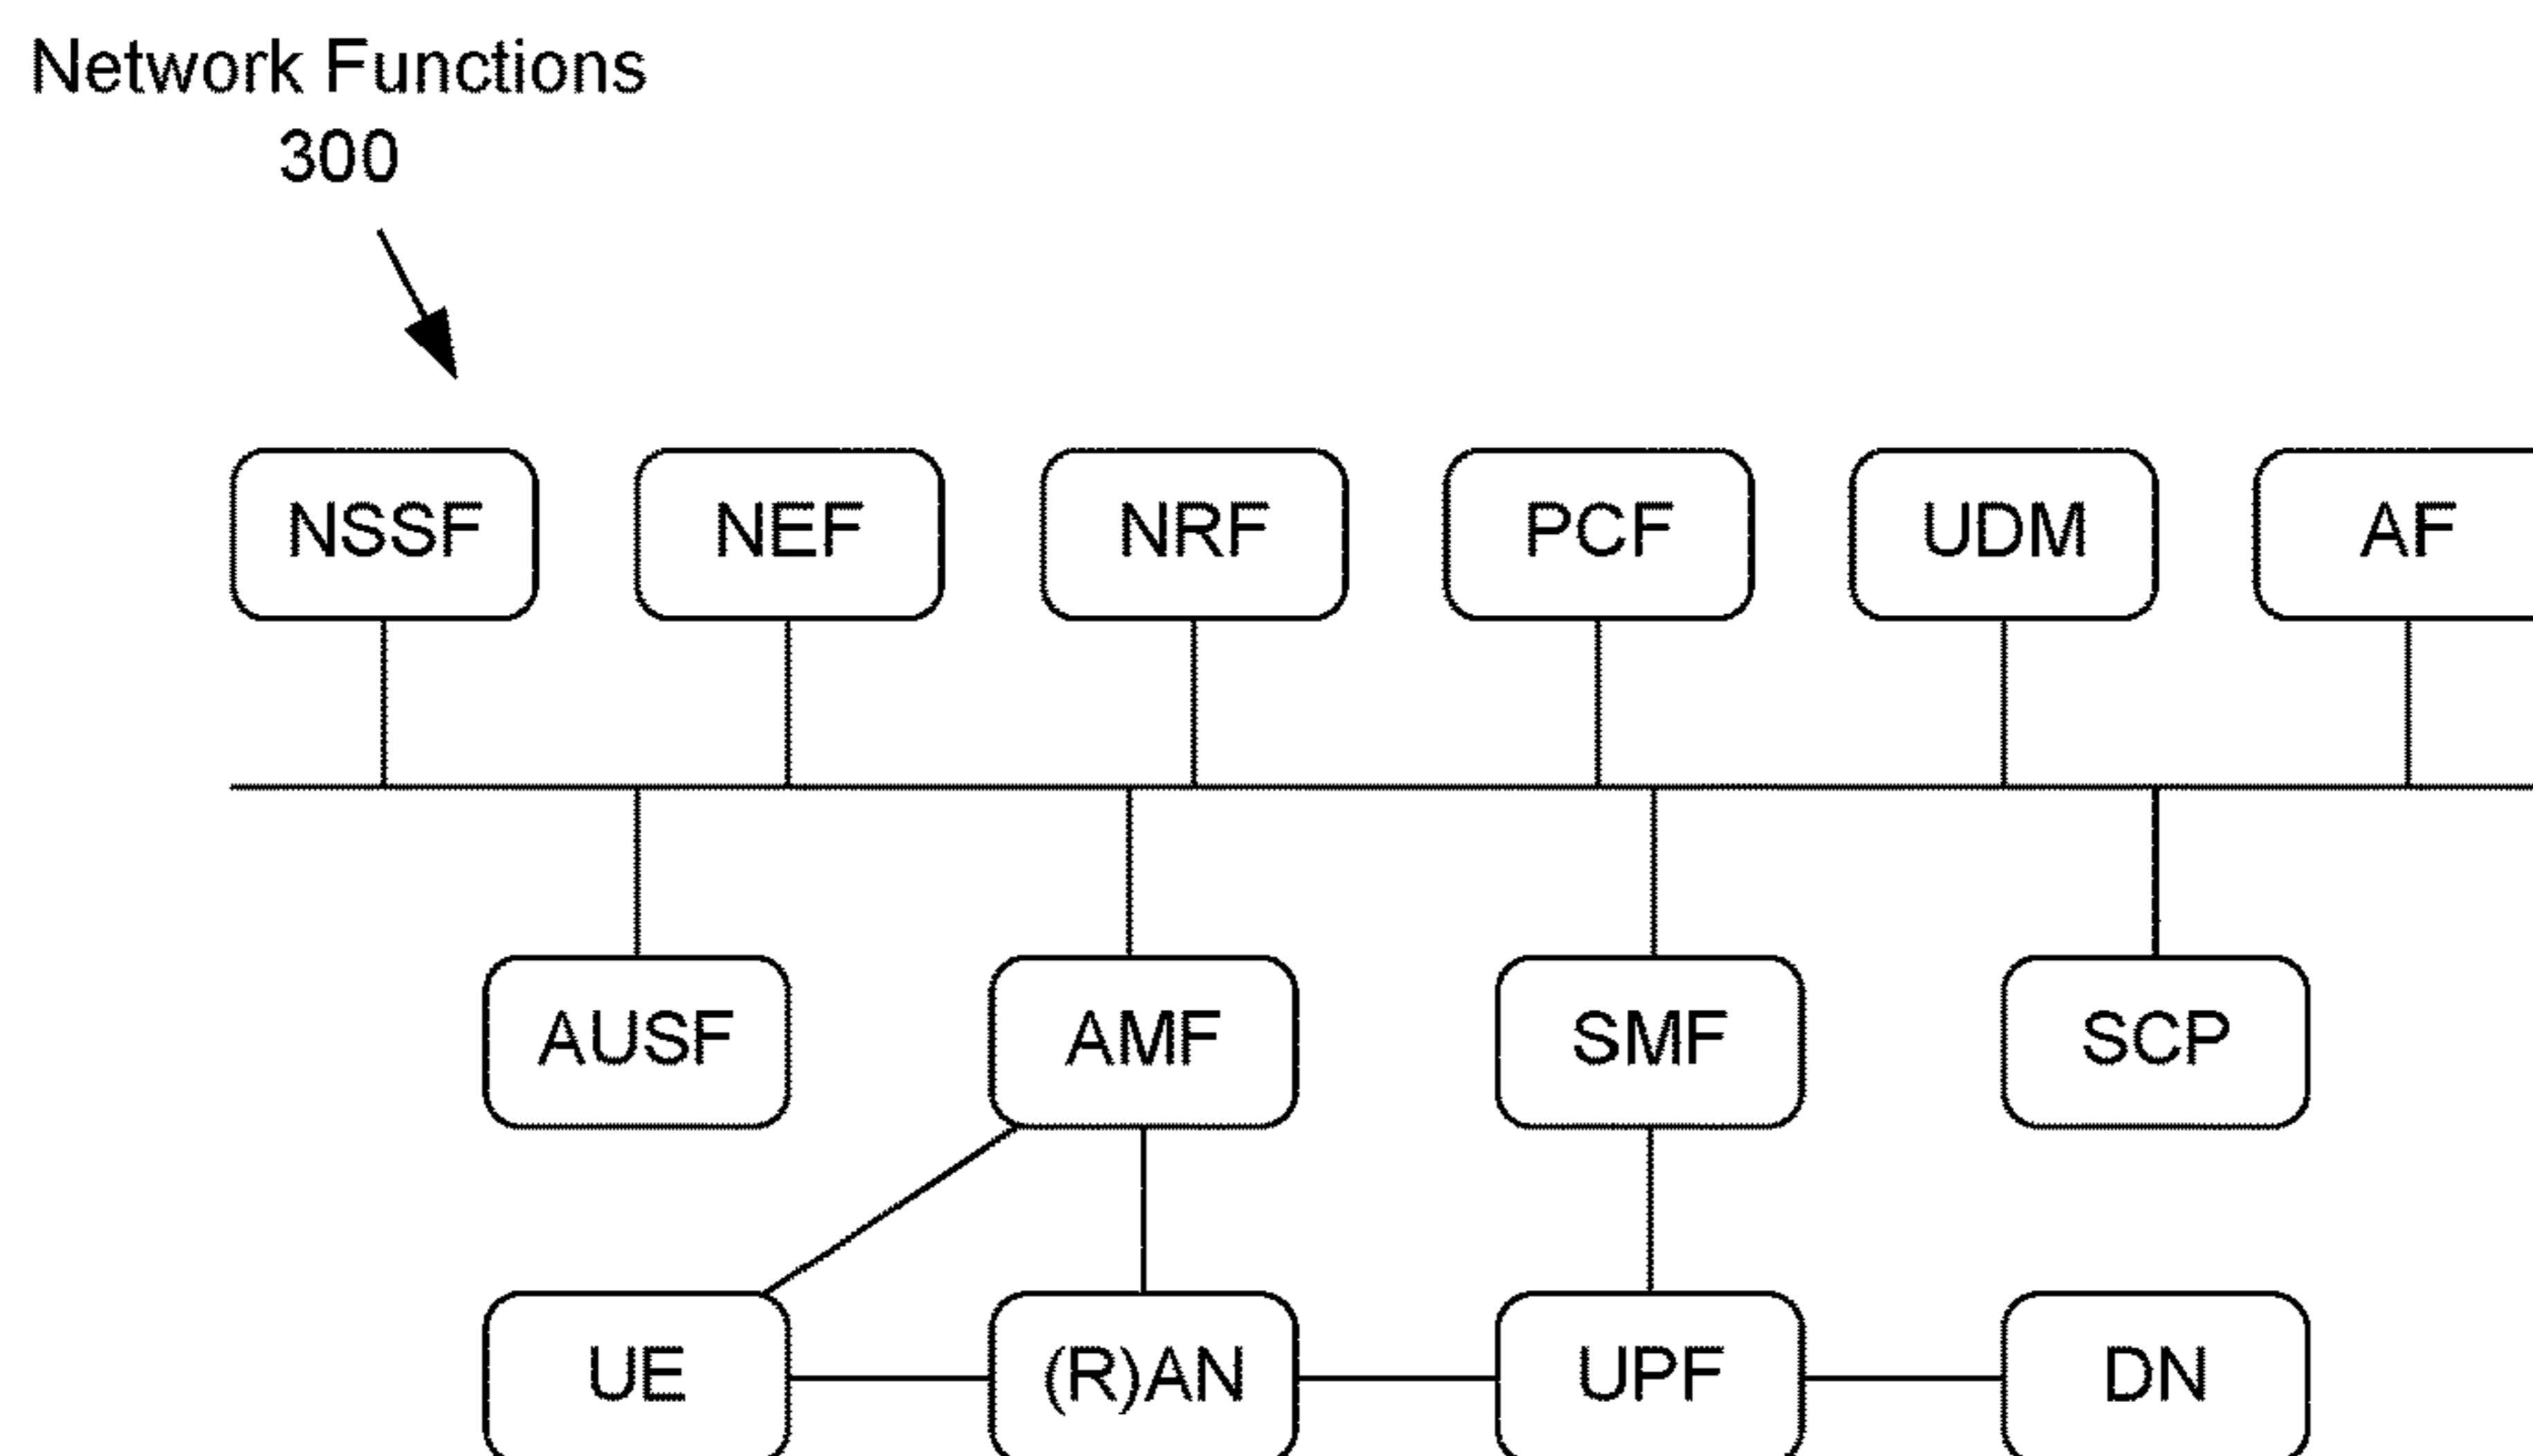 Network Functions
300
NSSF
NEF
NRF
PCF
UDM
AF
AUSF
AMF
SMF
SCP
UE
(R)AN
UPF
DN